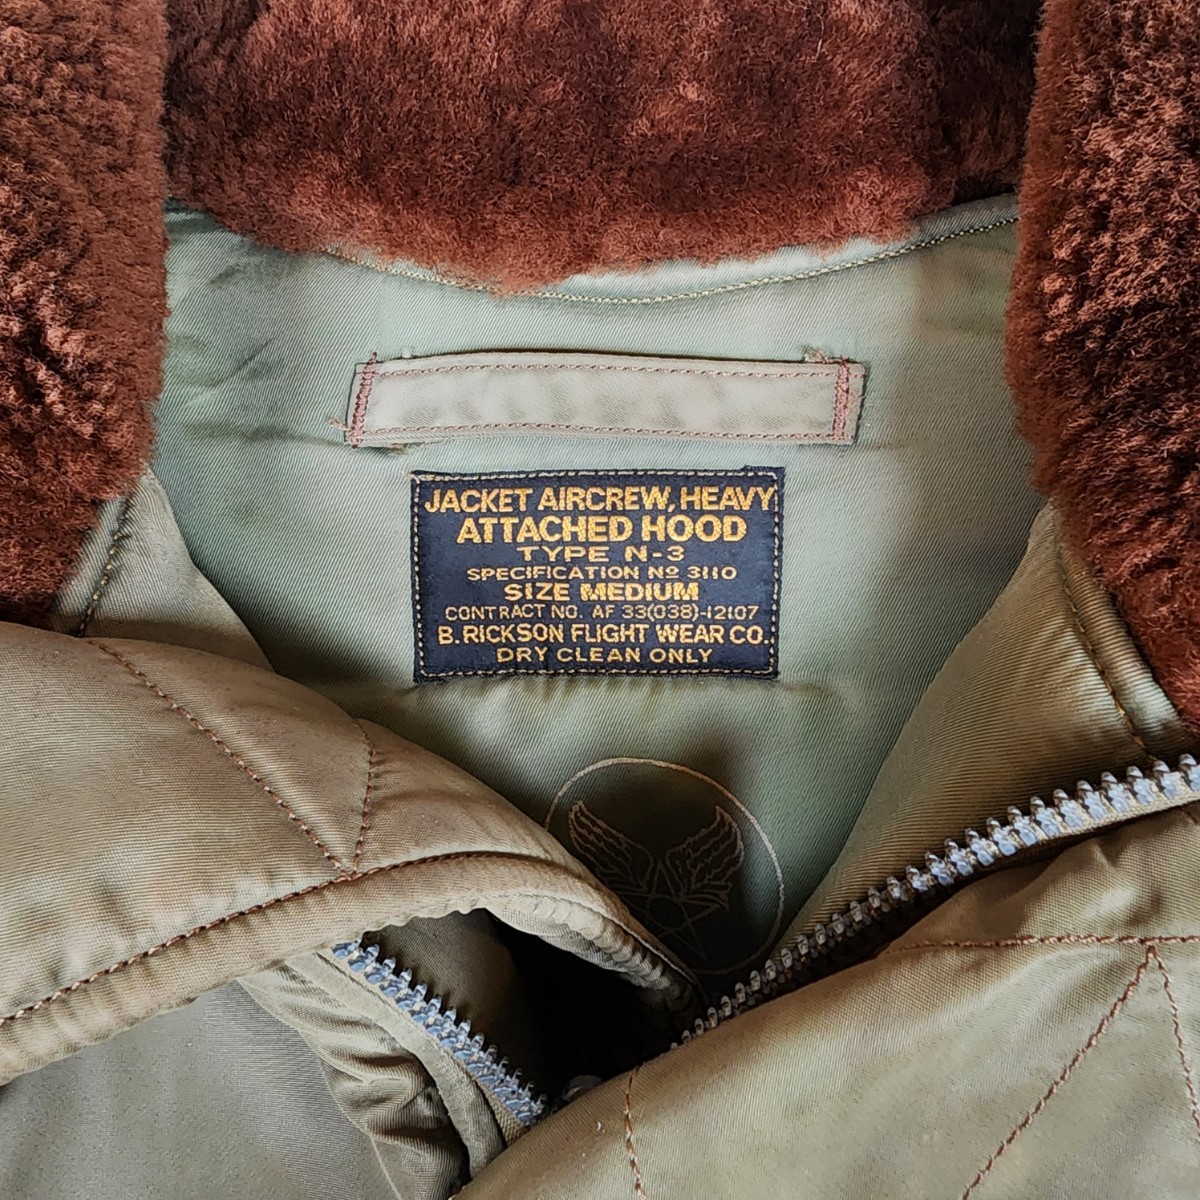 JACKET AIRCREW, HEAVY
ATTACHED HOOD
TYPE N-3
SPECIFICATION Nº 3110
SIZE MEDIUM
CONTRACT NO. AF 33(038)-12107
B. RICKSON FLIGHT WEAR CO.
DRY CLEAN ONLY